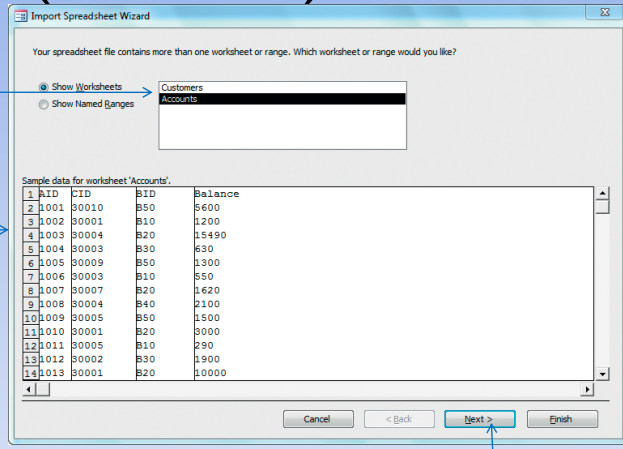 Import Spreadsheet Wizard
Your spreadsheet file contains more than one worksheet or range. Which worksheet or range would you like?
Show Worksheets
Show Named Ranges
Customers
Accounts
Sample data for worksheet 'Accounts'.
1 AID CID BID Balance
2 1001 30010 B50 5600
3 1002 30001 B10 1200
4 1003 30004 B20 15490
5 1004 30003 B30 630
6 1005 30009 B50 1300
7 1006 30003 B10 550
8 1007 30007 B20 1620
9 1008 30004 B40 2100
10 1009 30005 B50 1500
11 1010 30001 B20 3000
12 1011 30005 B10 290
13 1012 30002 B30 1900
14 1013 30001 B20 10000
Cancel < Back Next > Finish